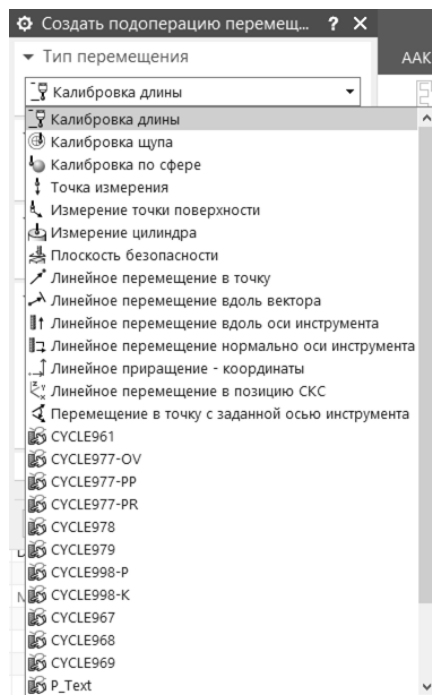 Создать подоперацию перемещ... ? ×
Тип перемещения
ААК
Калибровка длины
Калибровка длины
Калибровка щупа
Калибровка по сфере
Точка измерения
Измерение точки поверхности
Измерение цилиндра
Плоскость безопасности
Линейное перемещение в точку
Линейное перемещение вдоль вектора
Линейное перемещение вдоль оси инструмента
Линейное перемещение нормально оси инструмента
Линейное приращение - координаты
Линейное перемещение в позицию СКС
Перемещение в точку с заданной осью инструмента
CYCLE961
CYCLE977-OV
CYCLE977-PP
CYCLE977-PR
CYCLE978
CYCLE979
CYCLE998-P
CYCLE998-K
CYCLE967
CYCLE968
CYCLE969
P_Text